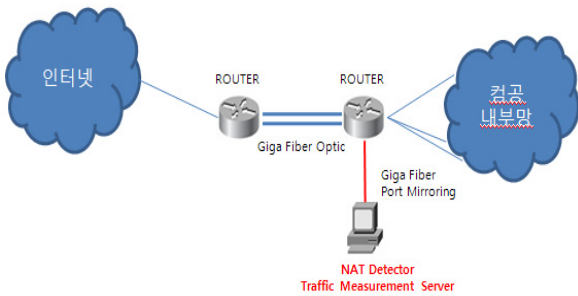 인터넷
ROUTER
ROUTER
컴공
내부망
Giga Fiber Optic
Giga Fiber
Port Mirroring
NAT Detector
Traffic Measurement Server